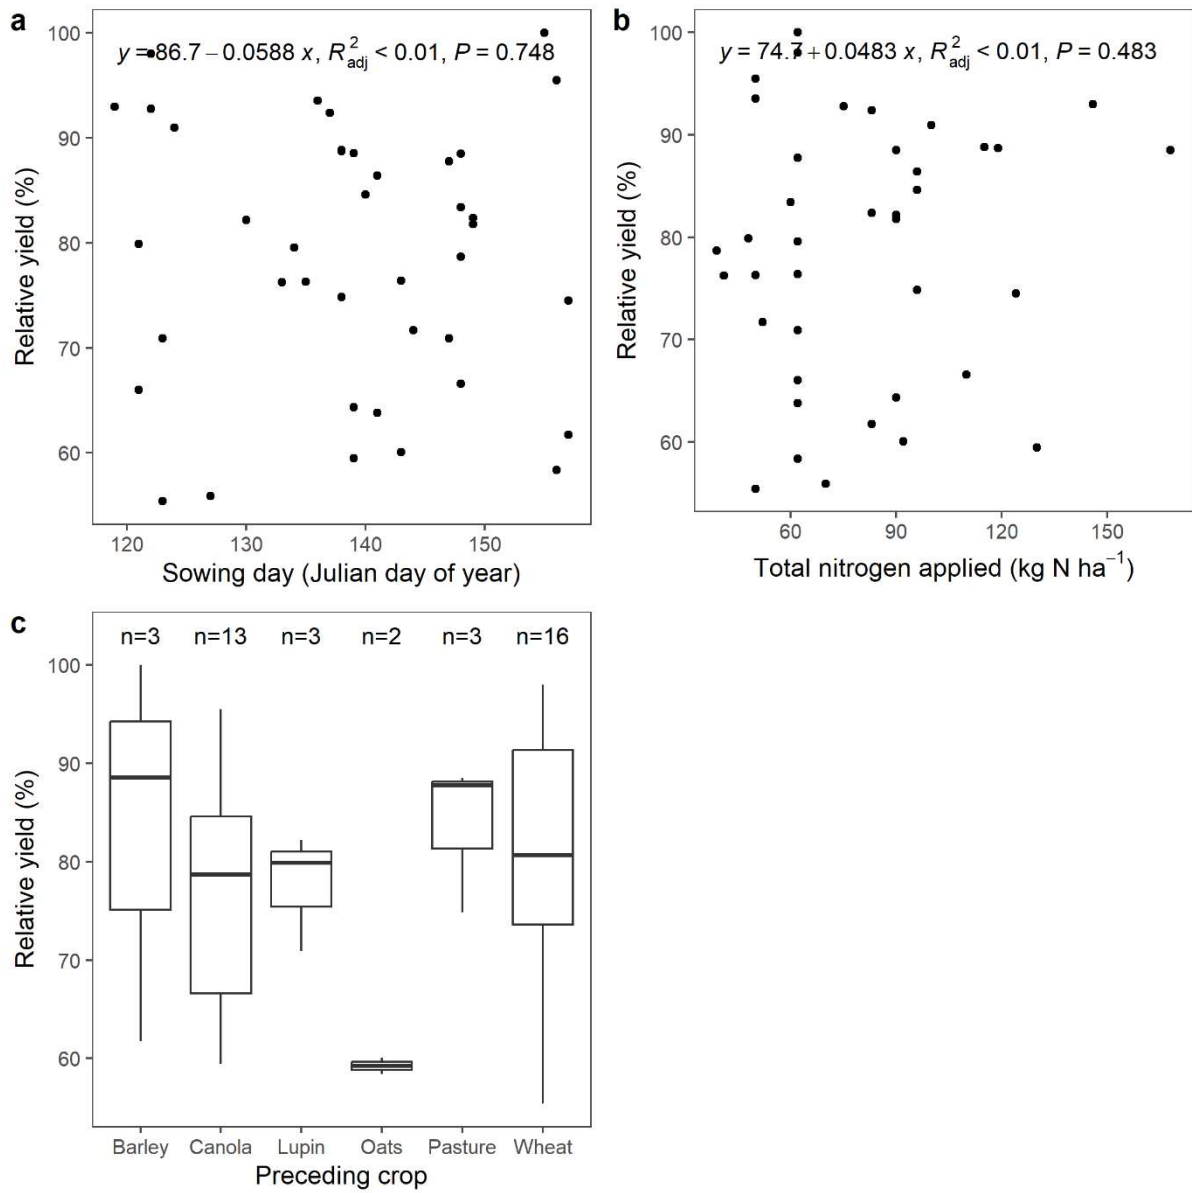 a
y = 86.7 − 0.0588 x, R²adj < 0.01, P = 0.748
100
90
80
70
60
Relative yield (%)
120 130 140 150
Sowing day (Julian day of year)
b
y = 74.7 + 0.0483 x, R²adj < 0.01, P = 0.483
100
90
80
70
60
Relative yield (%)
60 90 120 150
Total nitrogen applied (kg N ha⁻¹)
c
n=3 n=13 n=3 n=2 n=3 n=16
100
90
80
70
60
Relative yield (%)
Barley Canola Lupin Oats Pasture Wheat
Preceding crop